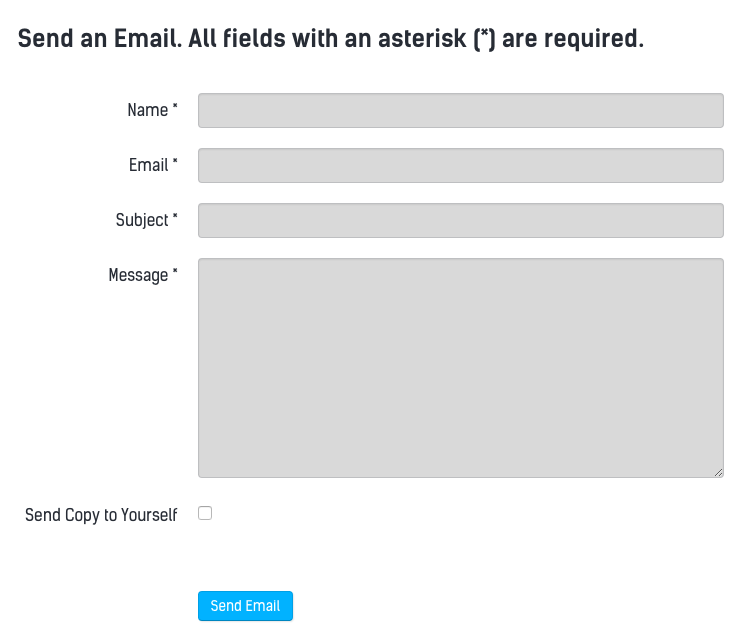 Send an Email. All fields with an asterisk (*) are required.
Name *
Email *
Subject *
Message *
Send Copy to Yourself
Send Email